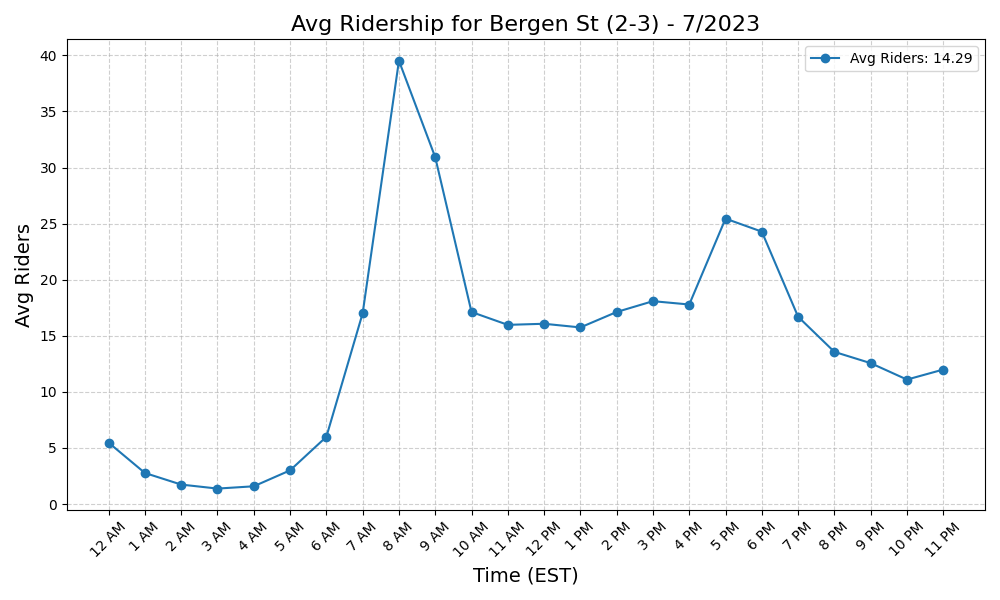 Avg Ridership for Bergen St (2-3) - 7/2023
Avg Riders: 14.29
Avg Riders
40
35
30
25
20
15
10
5
0
12 AM
1 AM
2 AM
3 AM
4 AM
5 AM
6 AM
7 AM
8 AM
9 AM
10 AM
11 AM
12 PM
1 PM
2 PM
3 PM
4 PM
5 PM
6 PM
7 PM
8 PM
9 PM
10 PM
11 PM
Time (EST)